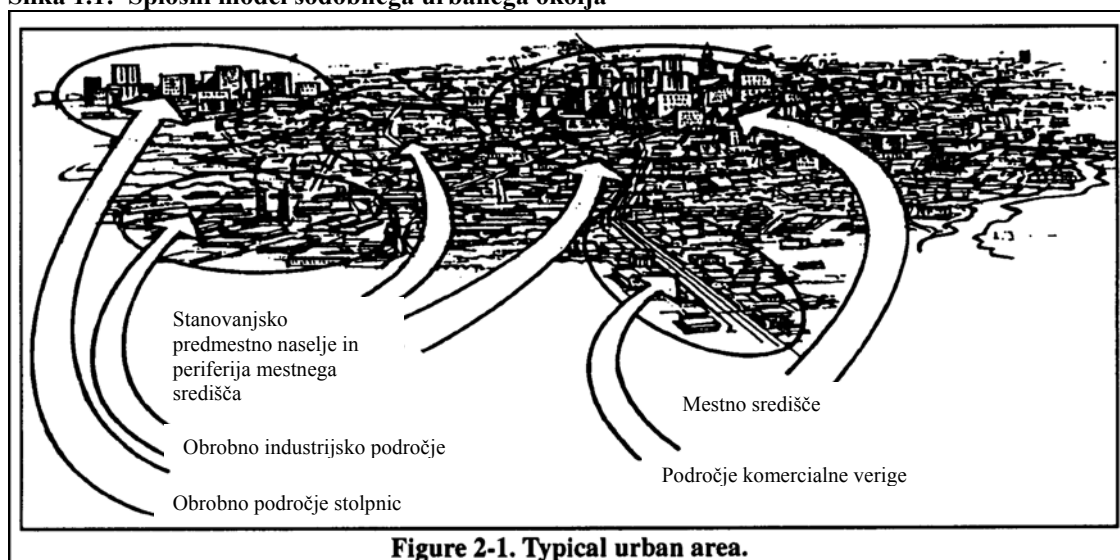 Slika 1.1: Splošni model sodobnega urbanega okolja
Stanovanjsko
predmestno naselje in
periferija mestnega
središča
Mestno središče
Obrobno industrijsko področje
Področje komercialne verige
Obrobno področje stolpnic
Figure 2-1. Typical urban area.